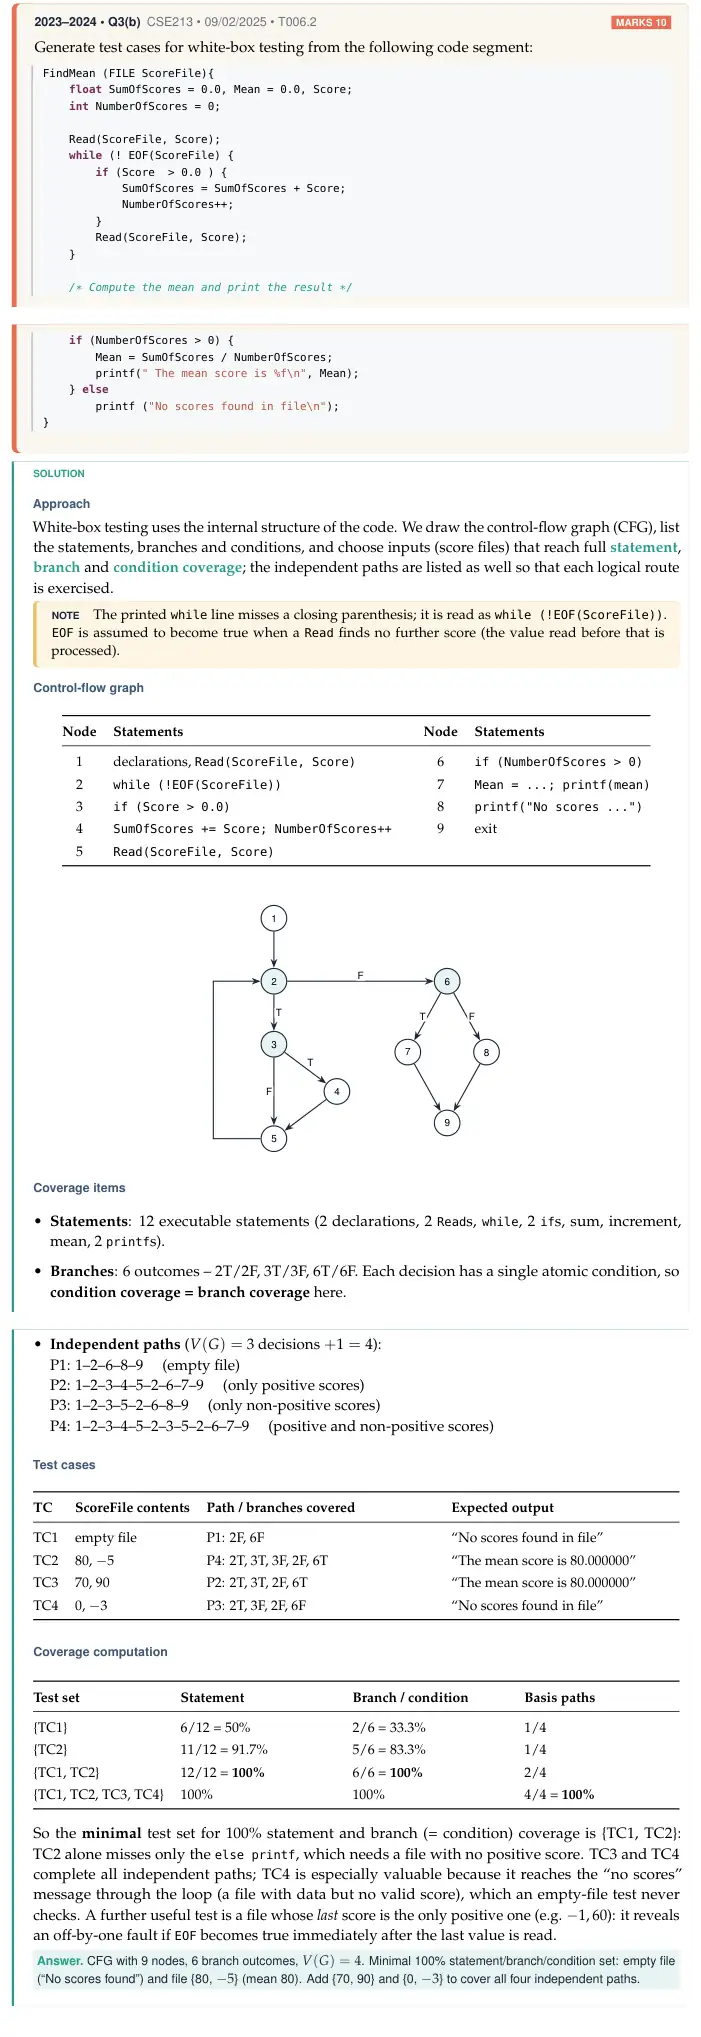 2023–2024 • Q3(b) CSE213 • 09/02/2025 • T006.2 MARKS 10
Generate test cases for white-box testing from the following code segment:
FindMean (FILE ScoreFile){
    float SumOfScores = 0.0, Mean = 0.0, Score;
    int NumberOfScores = 0;
    Read(ScoreFile, Score);
    while (! EOF(ScoreFile) {
        if (Score  > 0.0 ) {
            SumOfScores = SumOfScores + Score;
            NumberOfScores++;
        }
        Read(ScoreFile, Score);
    }
    /* Compute the mean and print the result */
    if (NumberOfScores > 0) {
        Mean = SumOfScores / NumberOfScores;
        printf(" The mean score is %f\n", Mean);
    } else
        printf ("No scores found in file\n");
}
SOLUTION
Approach
White-box testing uses the internal structure of the code. We draw the control-flow graph (CFG), list
the statements, branches and conditions, and choose inputs (score files) that reach full statement,
branch and condition coverage; the independent paths are listed as well so that each logical route
is exercised.
NOTE The printed while line misses a closing parenthesis; it is read as while (!EOF(ScoreFile)).
EOF is assumed to become true when a Read finds no further score (the value read before that is
processed).
Control-flow graph
Node Statements Node Statements
1 declarations, Read(ScoreFile, Score) 6 if (NumberOfScores > 0)
2 while (!EOF(ScoreFile)) 7 Mean = ...; printf(mean)
3 if (Score > 0.0) 8 printf("No scores ...")
4 SumOfScores += Score; NumberOfScores++ 9 exit
5 Read(ScoreFile, Score)
1
2 F 6
T T F
3 7 8
T
F 4
9
5
Coverage items
• Statements: 12 executable statements (2 declarations, 2 Reads, while, 2 ifs, sum, increment,
mean, 2 printfs).
• Branches: 6 outcomes – 2T/2F, 3T/3F, 6T/6F. Each decision has a single atomic condition, so
condition coverage = branch coverage here.
• Independent paths (V(G) = 3 decisions +1 = 4):
P1: 1–2–6–8–9 (empty file)
P2: 1–2–3–4–5–2–6–7–9 (only positive scores)
P3: 1–2–3–5–2–6–8–9 (only non-positive scores)
P4: 1–2–3–4–5–2–3–5–2–6–7–9 (positive and non-positive scores)
Test cases
TC ScoreFile contents Path / branches covered Expected output
TC1 empty file P1: 2F, 6F “No scores found in file”
TC2 80, −5 P4: 2T, 3T, 3F, 2F, 6T “The mean score is 80.000000”
TC3 70, 90 P2: 2T, 3T, 2F, 6T “The mean score is 80.000000”
TC4 0, −3 P3: 2T, 3F, 2F, 6F “No scores found in file”
Coverage computation
Test set Statement Branch / condition Basis paths
{TC1} 6/12 = 50% 2/6 = 33.3% 1/4
{TC2} 11/12 = 91.7% 5/6 = 83.3% 1/4
{TC1, TC2} 12/12 = 100% 6/6 = 100% 2/4
{TC1, TC2, TC3, TC4} 100% 100% 4/4 = 100%
So the minimal test set for 100% statement and branch (= condition) coverage is {TC1, TC2}:
TC2 alone misses only the else printf, which needs a file with no positive score. TC3 and TC4
complete all independent paths; TC4 is especially valuable because it reaches the “no scores”
message through the loop (a file with data but no valid score), which an empty-file test never
checks. A further useful test is a file whose last score is the only positive one (e.g. −1, 60): it reveals
an off-by-one fault if EOF becomes true immediately after the last value is read.
Answer. CFG with 9 nodes, 6 branch outcomes, V(G) = 4. Minimal 100% statement/branch/condition set: empty file
(“No scores found”) and file {80, −5} (mean 80). Add {70, 90} and {0, −3} to cover all four independent paths.